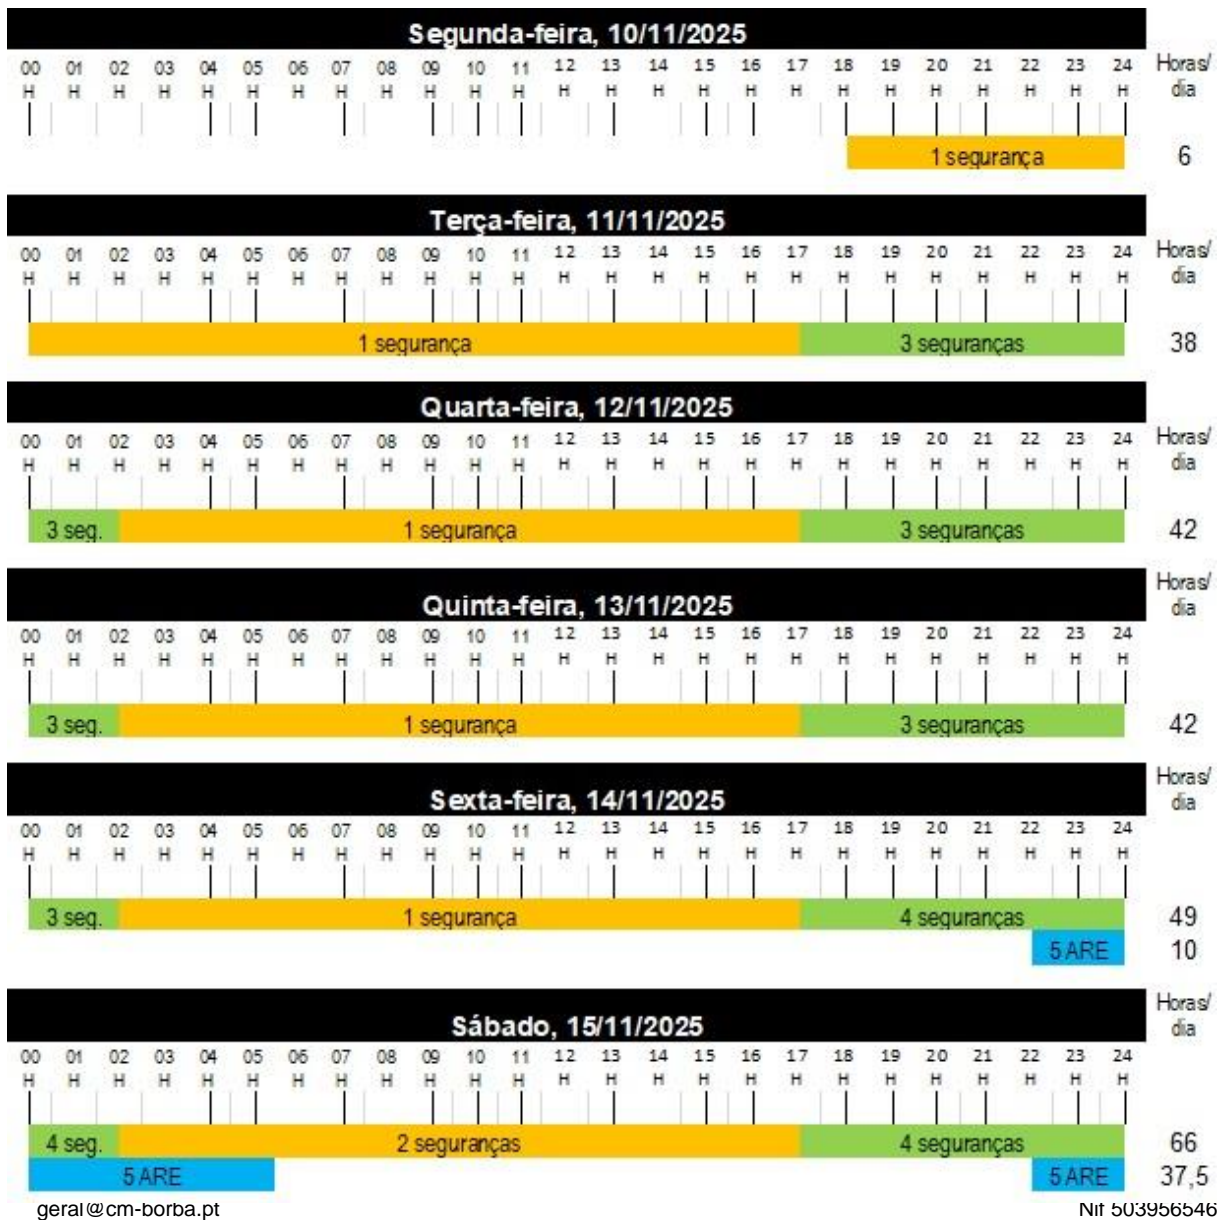 Segunda-feira, 10/11/2025
00 01 02 03 04 05 06 07 08 09 10 11 12 13 14 15 16 17 18 19 20 21 22 23 24 Horas/
H H H H H H H H H H H H H H H H H H H H H H H H H dia
1 segurança 6
Terça-feira, 11/11/2025
00 01 02 03 04 05 06 07 08 09 10 11 12 13 14 15 16 17 18 19 20 21 22 23 24 Horas/
H H H H H H H H H H H H H H H H H H H H H H H H H dia
1 segurança 3 seguranças 38
Quarta-feira, 12/11/2025
00 01 02 03 04 05 06 07 08 09 10 11 12 13 14 15 16 17 18 19 20 21 22 23 24 Horas/
H H H H H H H H H H H H H H H H H H H H H H H H H dia
3 seg. 1 segurança 3 seguranças 42
Horas/
Quinta-feira, 13/11/2025 dia
00 01 02 03 04 05 06 07 08 09 10 11 12 13 14 15 16 17 18 19 20 21 22 23 24
H H H H H H H H H H H H H H H H H H H H H H H H H
3 seg. 1 segurança 3 seguranças 42
Horas/
Sexta-feira, 14/11/2025 dia
00 01 02 03 04 05 06 07 08 09 10 11 12 13 14 15 16 17 18 19 20 21 22 23 24
H H H H H H H H H H H H H H H H H H H H H H H H H
3 seg. 1 segurança 4 seguranças 49
5 ARE 10
Horas/
Sábado, 15/11/2025 dia
00 01 02 03 04 05 06 07 08 09 10 11 12 13 14 15 16 17 18 19 20 21 22 23 24
H H H H H H H H H H H H H H H H H H H H H H H H H
4 seg. 2 seguranças 4 seguranças 66
5 ARE 5 ARE 37,5
geral@cm-borba.pt Nif 503956546